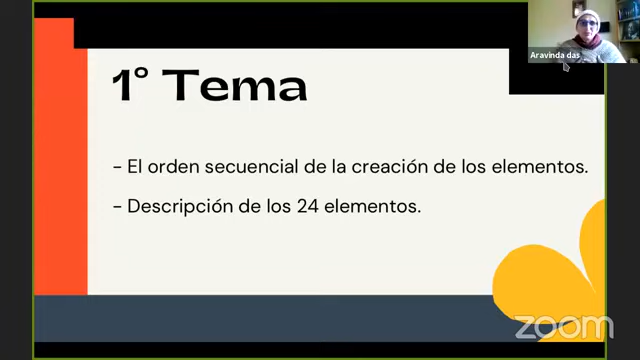 Aravinda das
1° Tema
- El orden secuencial de la creación de los elementos.
- Descripción de los 24 elementos.
zoom